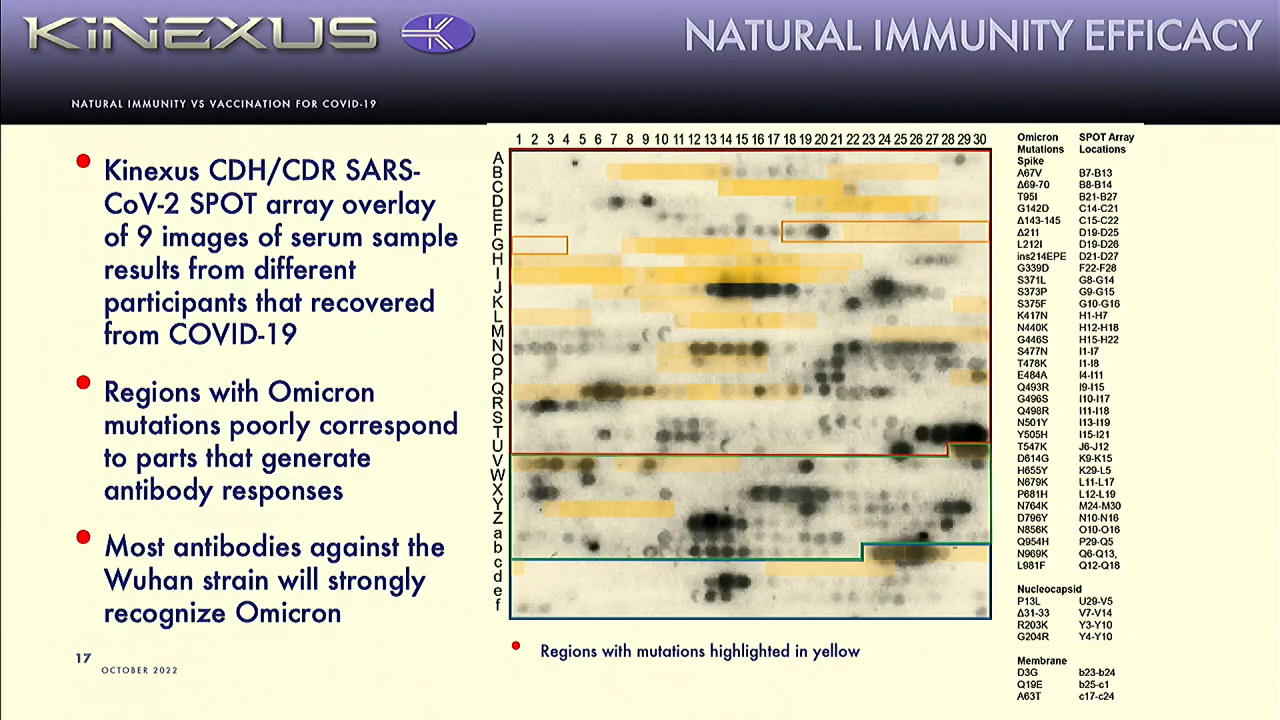 KINEXUS
NATURAL IMMUNITY EFFICACY
NATURAL IMMUNITY VS VACCINATION FOR COVID-19
Kinexus CDH/CDR SARS-
CoV-2 SPOT array overlay
of 9 images of serum sample
results from different
participants that recovered
from COVID-19
Regions with Omicron
mutations poorly correspond
to parts that generate
antibody responses
Most antibodies against the
Wuhan strain will strongly
recognize Omicron
17
OCTOBER 2022
1 2 3 4 5 6 7 8 9 10 11 12 13 14 15 16 17 18 19 20 21 22 23 24 25 26 27 28 29 30
A
B
C
D
E
F
G
H
I
J
K
L
M
N
O
P
Q
R
S
T
U
V
W
X
Y
Z
a
b
c
d
e
f
Regions with mutations highlighted in yellow
Omicron SPOT Array
Mutations Locations
Spike
A67V B7-B13
Δ69-70 B8-B14
T95I B21-B27
G142D C14-C21
Δ143-145 C15-C22
Δ211 D19-D25
L212I D19-D26
ins214EPE D21-D27
G339D F22-F28
S371L G8-G14
S373P G9-G15
S375F G10-G16
K417N H1-H7
N440K H12-H18
G446S H15-H22
S477N I1-I7
T478K I1-I8
E484A I4-I11
Q493R I9-I15
G496S I10-I17
Q498R I11-I18
N501Y I13-I19
Y505H I15-I21
T547K J6-J12
D614G K9-K15
H655Y K29-L5
N679K L11-L17
P681H L12-L19
N764K M24-M30
D796Y N10-N16
N856K O10-O16
Q954H P29-Q5
N969K Q6-Q13,
L981F Q12-Q18
Nucleocapsid
P13L U29-V5
Δ31-33 V7-V14
R203K Y3-Y10
G204R Y4-Y10
Membrane
D3G b23-b24
Q19E b25-c1
A63T c17-c24